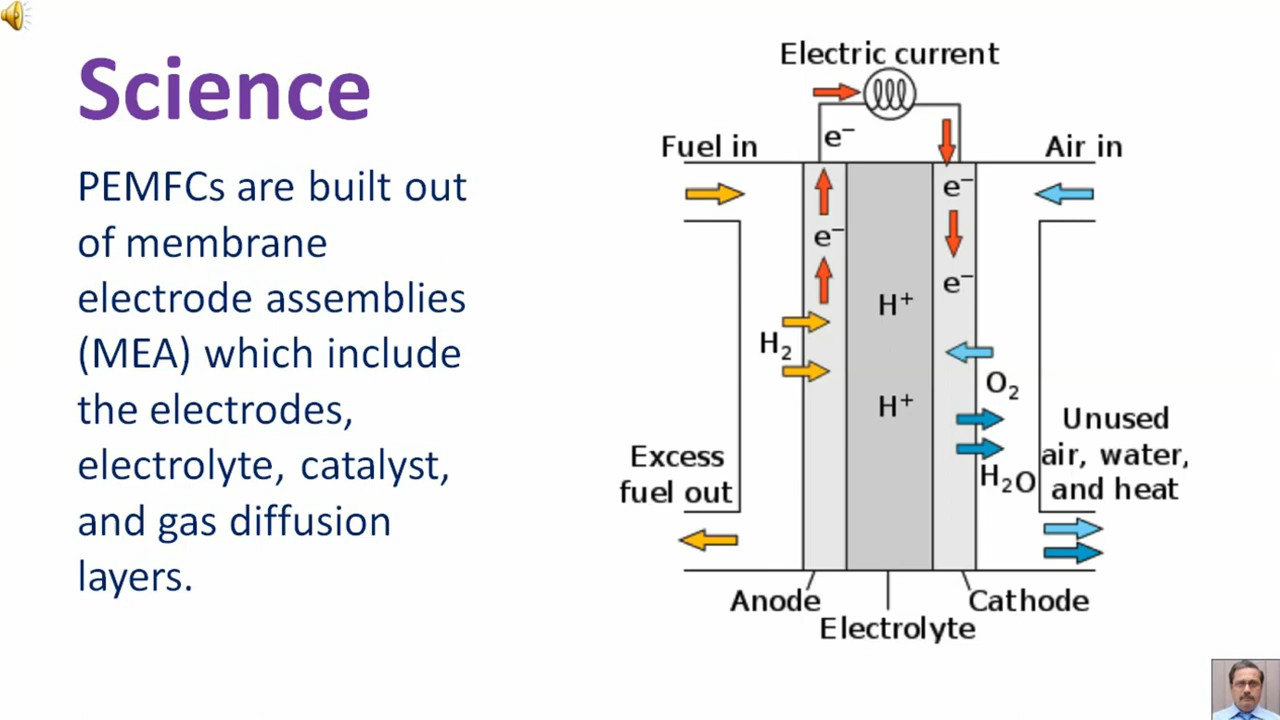 Science
PEMFCs are built out
of membrane
electrode assemblies
(MEA) which include
the electrodes,
electrolyte, catalyst,
and gas diffusion
layers.
Electric current
e⁻
Fuel in
Air in
e⁻
e⁻
e⁻
H⁺
H₂
O₂
H⁺
Unused
air, water,
and heat
Excess
fuel out
H₂O
Anode
Cathode
Electrolyte